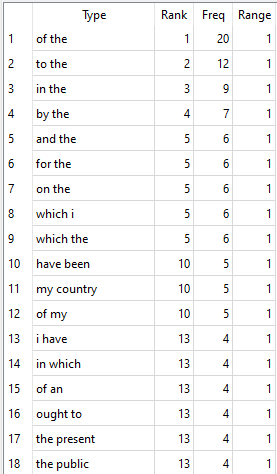 Type Rank Freq Range
1 of the 1 20 1
2 to the 2 12 1
3 in the 3 9 1
4 by the 4 7 1
5 and the 5 6 1
6 for the 5 6 1
7 on the 5 6 1
8 which i 5 6 1
9 which the 5 6 1
10 have been 10 5 1
11 my country 10 5 1
12 of my 10 5 1
13 i have 13 4 1
14 in which 13 4 1
15 of an 13 4 1
16 ought to 13 4 1
17 the present 13 4 1
18 the public 13 4 1